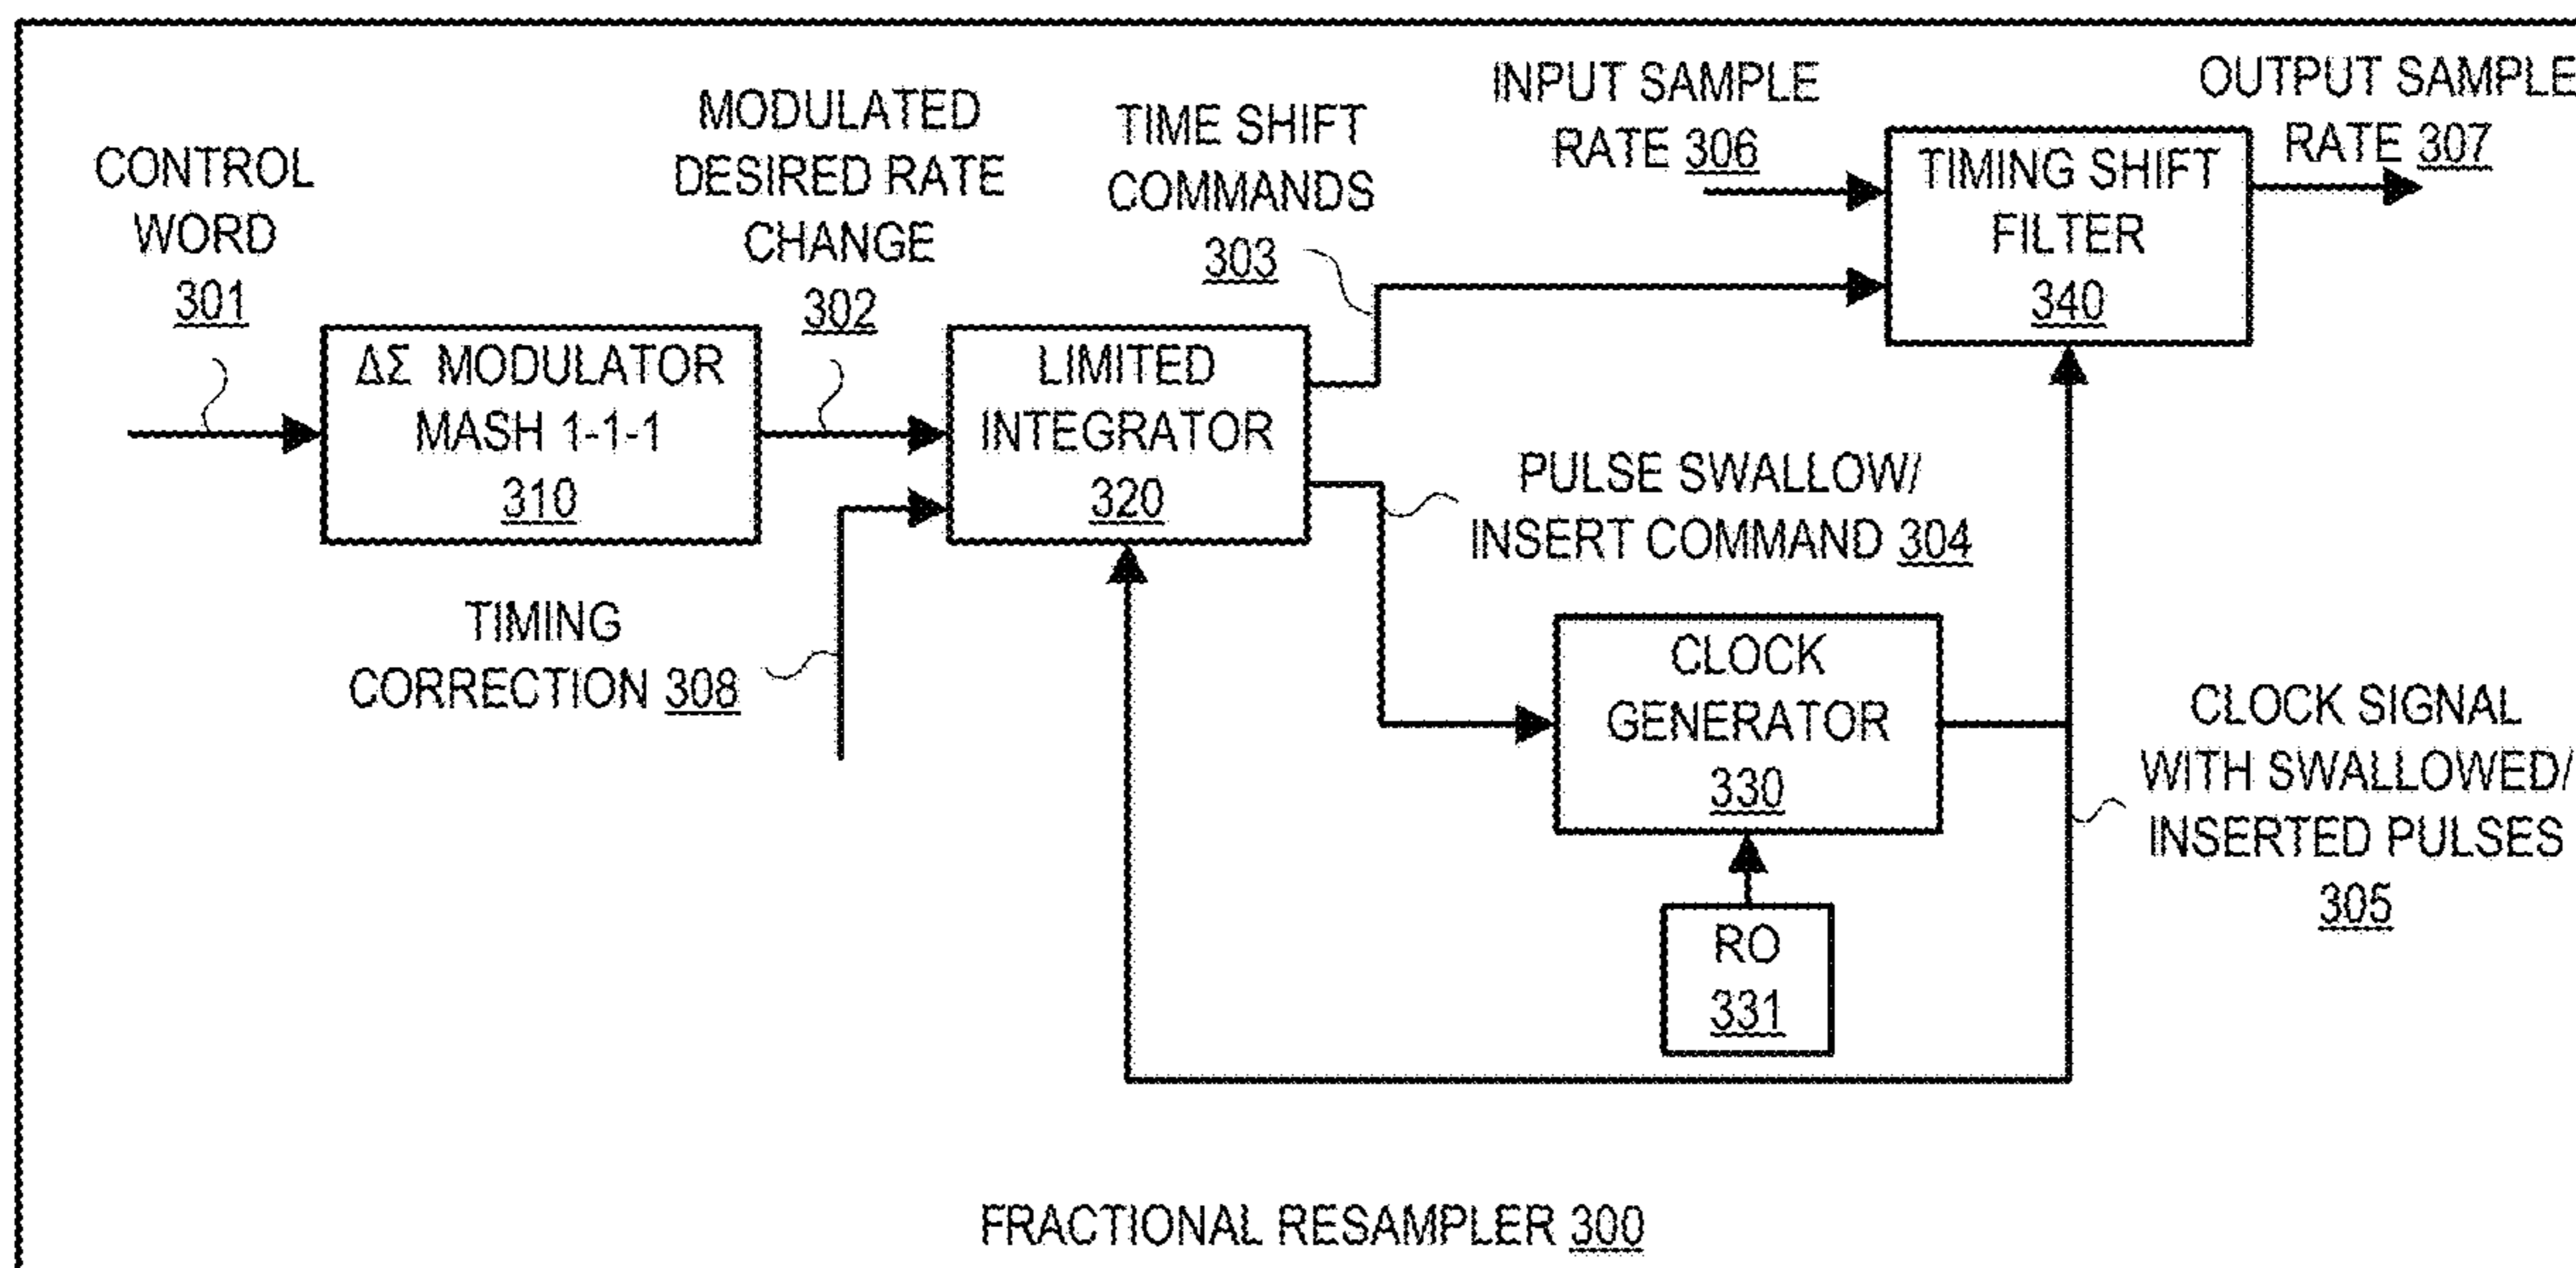 CONTROL
WORD
301
ΔΣ MODULATOR
MASH 1-1-1
310
MODULATED
DESIRED RATE
CHANGE
302
TIMING
CORRECTION 308
LIMITED
INTEGRATOR
320
TIME SHIFT
COMMANDS
303
PULSE SWALLOW/
INSERT COMMAND 304
CLOCK
GENERATOR
330
RO
331
INPUT SAMPLE
RATE 306
TIMING SHIFT
FILTER
340
OUTPUT SAMPLE
RATE 307
CLOCK SIGNAL
WITH SWALLOWED/
INSERTED PULSES
305
FRACTIONAL RESAMPLER 300